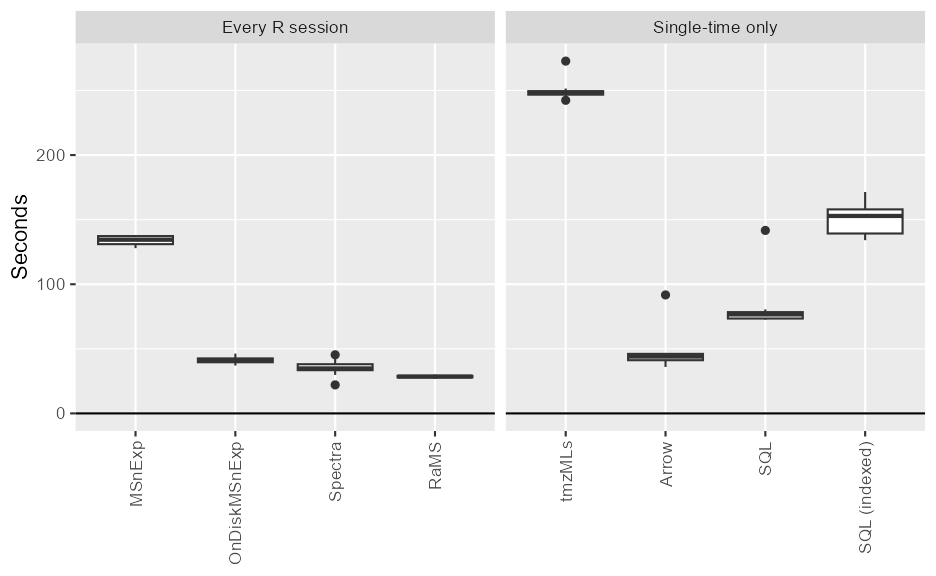 Every R session
Single-time only
Seconds
200
100
0
MSnExp
OnDiskMSnExp
Spectra
RaMS
tmzMLs
Arrow
SQL
SQL (indexed)